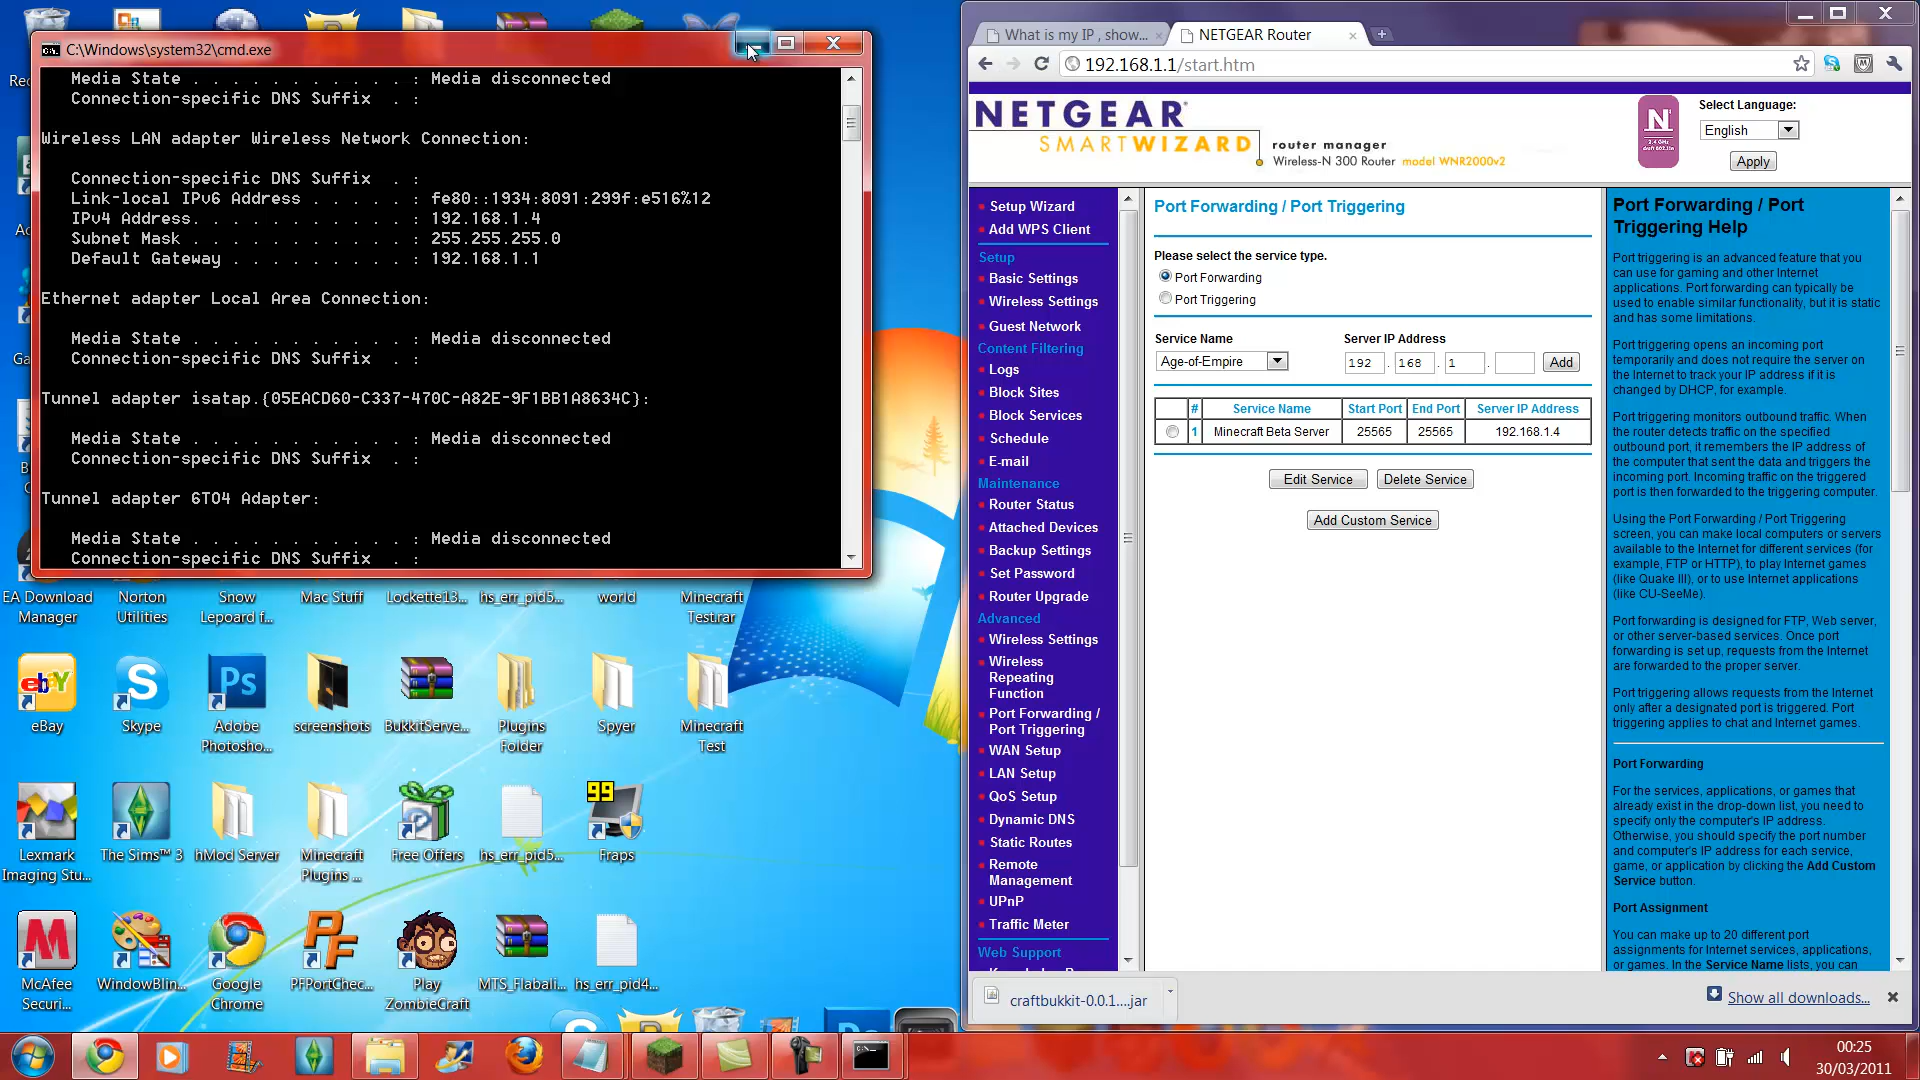 C:\Windows\system32\cmd.exe
Media State . . . . . . . . . . . : Media disconnected
Connection-specific DNS Suffix  . :
Wireless LAN adapter Wireless Network Connection:
Connection-specific DNS Suffix  . :
Link-local IPv6 Address . . . . . : fe80::1934:8091:299f:e516%12
IPv4 Address. . . . . . . . . . . : 192.168.1.4
Subnet Mask . . . . . . . . . . . : 255.255.255.0
Default Gateway . . . . . . . . . : 192.168.1.1
Ethernet adapter Local Area Connection:
Media State . . . . . . . . . . . : Media disconnected
Connection-specific DNS Suffix  . :
Tunnel adapter isatap.{05EACD60-C337-470C-A82E-9F1BB1A8634C}:
Media State . . . . . . . . . . . : Media disconnected
Connection-specific DNS Suffix  . :
Tunnel adapter 6TO4 Adapter:
Media State . . . . . . . . . . . : Media disconnected
Connection-specific DNS Suffix  . :
EA Download Manager
Norton Utilities
Snow Lepoard f...
Mac Stuff
Lockette13...
hs_err_pid5...
world
Minecraft Test.rar
eBay
Skype
Adobe Photosho...
screenshots
BukkitServe...
Plugins Folder
Spyer
Minecraft Test
99
Lexmark Imaging Stu...
The Sims™ 3
hMod Server
Minecraft Plugins ...
Free Offers
hs_err_pid5...
Fraps
McAfee Securi...
WindowBlin...
Google Chrome
PFPortChec...
Play ZombieCraft
MTS_Flabali...
hs_err_pid4...
What is my IP , show...
NETGEAR Router
192.168.1.1/start.htm
NETGEAR
SMARTWIZARD
router manager
Wireless-N 300 Router model WNR2000v2
N
Select Language:
English
Apply
Setup Wizard
Add WPS Client
Setup
Basic Settings
Wireless Settings
Guest Network
Content Filtering
Logs
Block Sites
Block Services
Schedule
E-mail
Maintenance
Router Status
Attached Devices
Backup Settings
Set Password
Router Upgrade
Advanced
Wireless Settings
Wireless
Repeating
Function
Port Forwarding /
Port Triggering
WAN Setup
LAN Setup
QoS Setup
Dynamic DNS
Static Routes
Remote
Management
UPnP
Traffic Meter
Web Support
Port Forwarding / Port Triggering
Please select the service type.
Port Forwarding
Port Triggering
Service Name
Server IP Address
Age-of-Empire
192 . 168 . 1 .
Add
# Service Name Start Port End Port Server IP Address
1 Minecraft Beta Server 25565 25565 192.168.1.4
Edit Service
Delete Service
Add Custom Service
Port Forwarding / Port
Triggering Help
Port triggering is an advanced feature that you
can use for gaming and other Internet
applications. Port forwarding can typically be
used to enable similar functionality, but it is static
and has some limitations.
Port triggering opens an incoming port
temporarily and does not require the server on
the Internet to track your IP address if it is
changed by DHCP, for example.
Port triggering monitors outbound traffic. When
the router detects traffic on the specified
outbound port, it remembers the IP address of
the computer that sent the data and triggers the
incoming port. Incoming traffic on the triggered
port is then forwarded to the triggering computer.
Using the Port Forwarding / Port Triggering
screen, you can make local computers or servers
available to the Internet for different services (for
example, FTP or HTTP), to play Internet games
(like Quake III), or to use Internet applications
(like CU-SeeMe).
Port forwarding is designed for FTP, Web server,
or other server-based services. Once port
forwarding is set up, requests from the Internet
are forwarded to the proper server.
Port triggering allows requests from the Internet
only after a designated port is triggered. Port
triggering applies to chat and Internet games.
Port Forwarding
For the services, applications, or games that
already exist in the drop-down list, you need to
specify only the computer's IP address.
Otherwise, you should specify the port number
and computer's IP address for each service,
game, or application by clicking the Add Custom
Service button.
Port Assignment
You can make up to 20 different port
assignments for Internet services, applications,
or games. In the Service Name lists, you can
craftbukkit-0.0.1....jar
Show all downloads...
00:25
30/03/2011